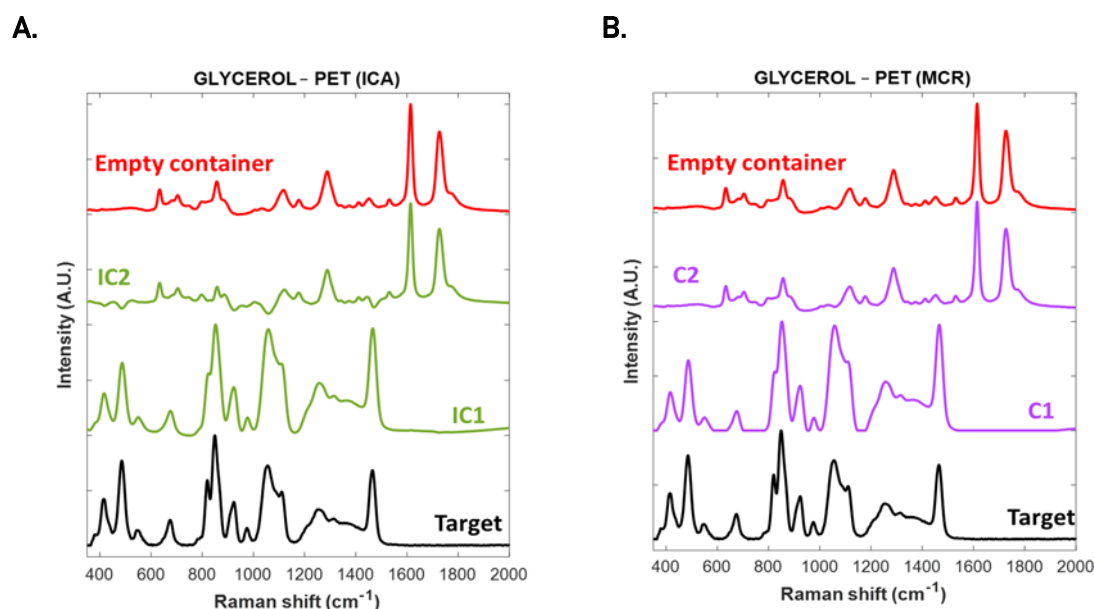 A.
GLYCEROL – PET (ICA)
Empty container
IC2
IC1
Target
Intensity (A.U.)
400 600 800 1000 1200 1400 1600 1800 2000
Raman shift (cm⁻¹)
B.
GLYCEROL – PET (MCR)
Empty container
C2
C1
Target
Intensity (A.U.)
400 600 800 1000 1200 1400 1600 1800 2000
Raman shift (cm⁻¹)